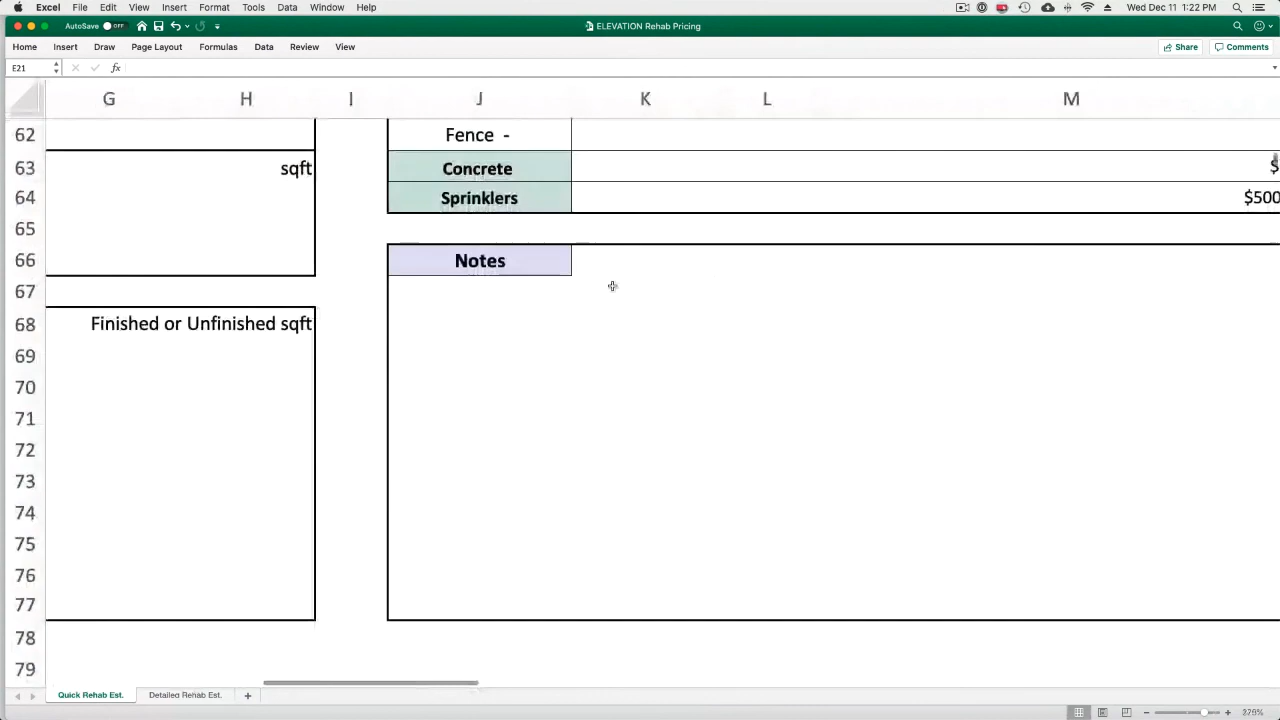 Excel File Edit View Insert Format Tools Data Window Help Wed Dec 11 1:22 PM
AutoSave OFF ELEVATION Rehab Pricing
Home Insert Draw Page Layout Formulas Data Review View Share Comments
E21 fx
G H I J K L M
62 Fence -
63 sqft Concrete $
64 Sprinklers $500
65
66 Notes
67
68 Finished or Unfinished sqft
69
70
71
72
73
74
75
76
77
78
79
Quick Rehab Est. Detailed Rehab Est. +
279%